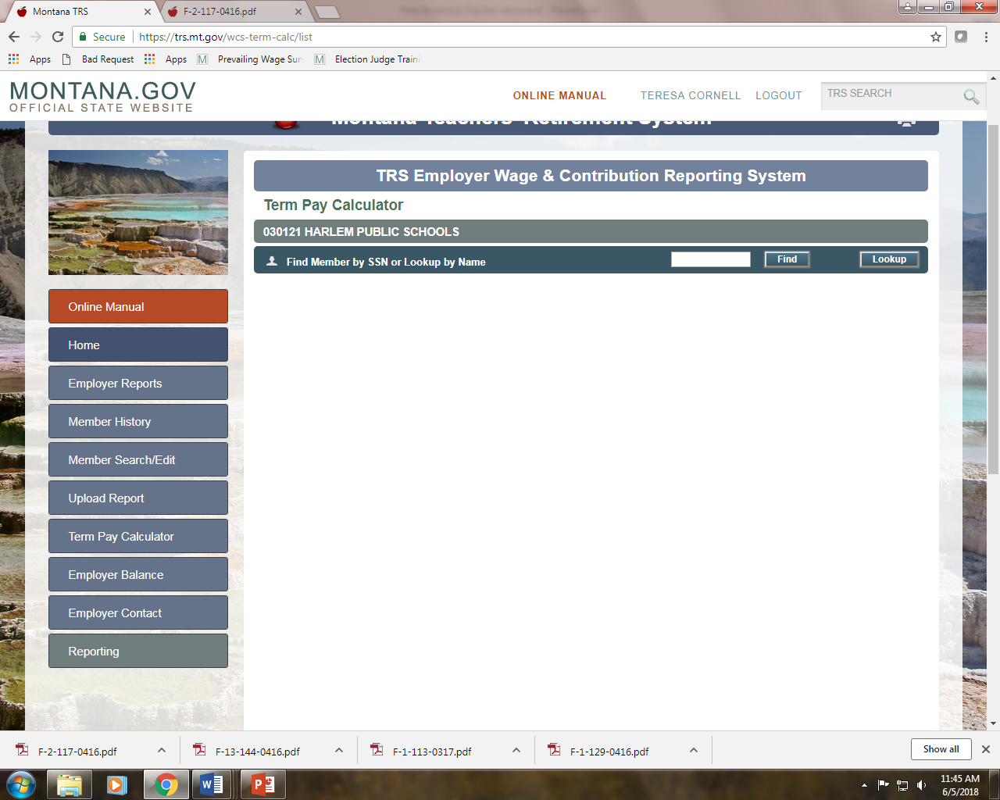 Montana TRS
F-2-117-0416.pdf
Secure
https://trs.mt.gov/wcs-term-calc/list
Apps
Bad Request
Apps
Prevailing Wage Sur
Election Judge Traini
MONTANA.GOV
OFFICIAL STATE WEBSITE
ONLINE MANUAL
TERESA CORNELL
LOGOUT
TRS SEARCH
Montana Teachers' Retirement System
TRS Employer Wage & Contribution Reporting System
Term Pay Calculator
030121 HARLEM PUBLIC SCHOOLS
Find Member by SSN or Lookup by Name
Find
Lookup
Online Manual
Home
Employer Reports
Member History
Member Search/Edit
Upload Report
Term Pay Calculator
Employer Balance
Employer Contact
Reporting
F-2-117-0416.pdf
F-13-144-0416.pdf
F-1-113-0317.pdf
F-1-129-0416.pdf
Show all
11:45 AM
6/5/2018